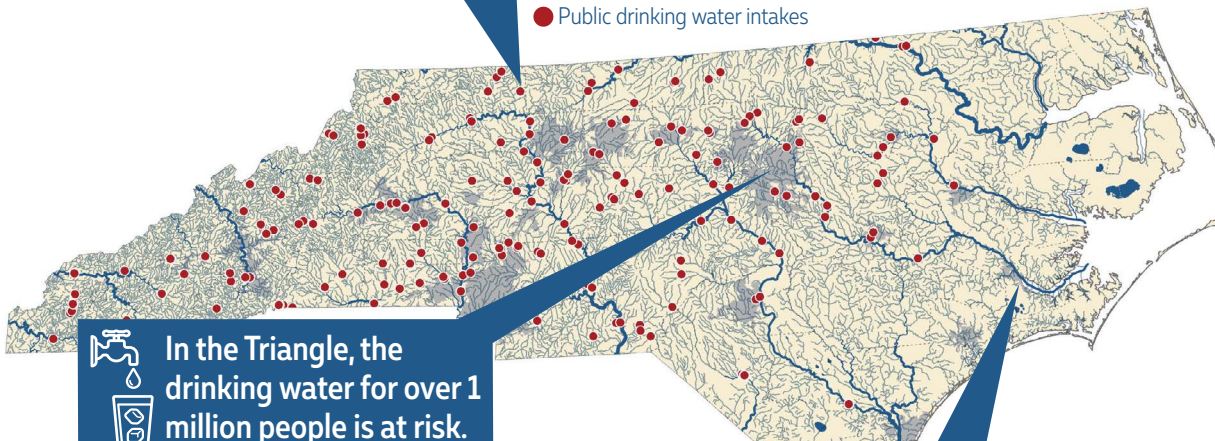 Public drinking water intakes
In the Triangle, the
drinking water for over 1
million people is at risk.